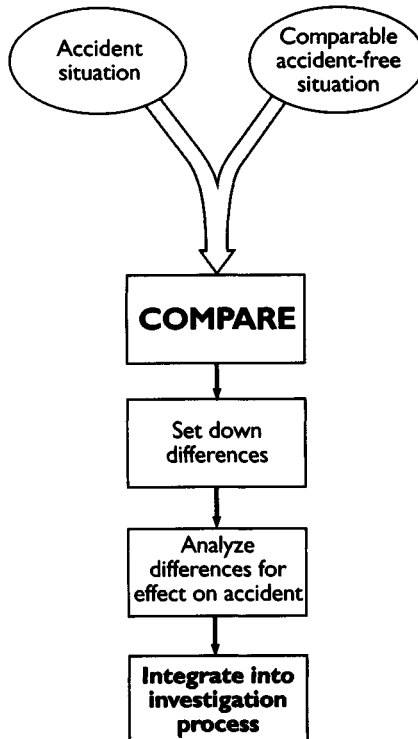 Accident
situation
Comparable
accident-free
situation
COMPARE
Set down
differences
Analyze
differences for
effect on accident
Integrate into
investigation
process